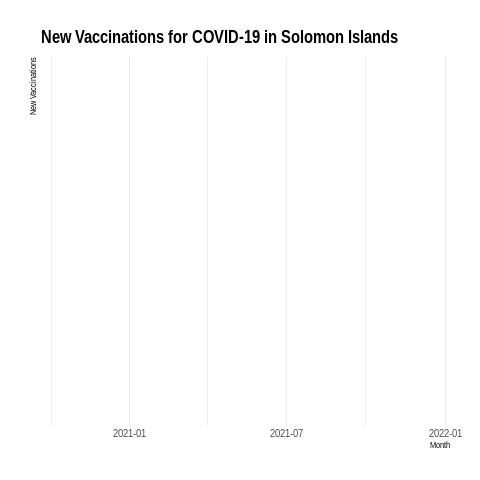 New Vaccinations for COVID-19 in Solomon Islands
New Vaccinations
2021-01
2021-07
2022-01
Month